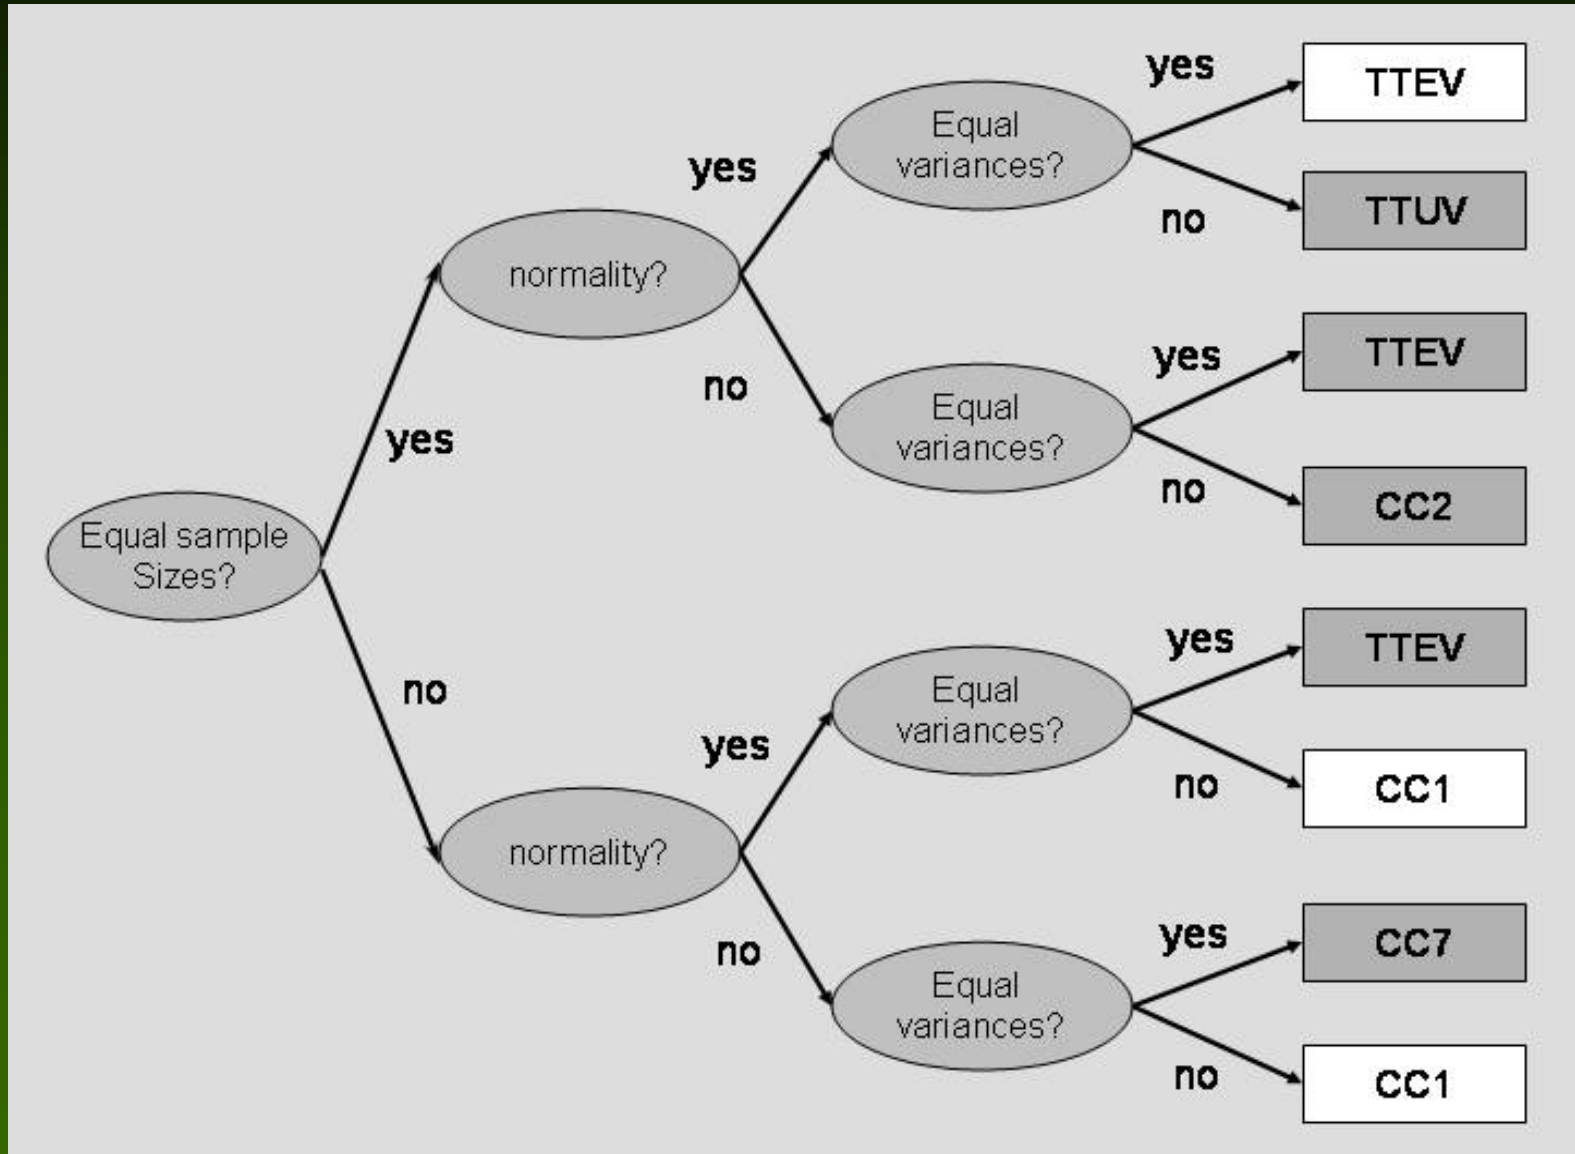 yes
TTEV
Equal
variances?
yes
no
TTUV
normality?
yes
TTEV
no
Equal
variances?
yes
no
CC2
Equal sample
Sizes?
yes
TTEV
no
Equal
variances?
yes
no
CC1
normality?
yes
CC7
no
Equal
variances?
no
CC1